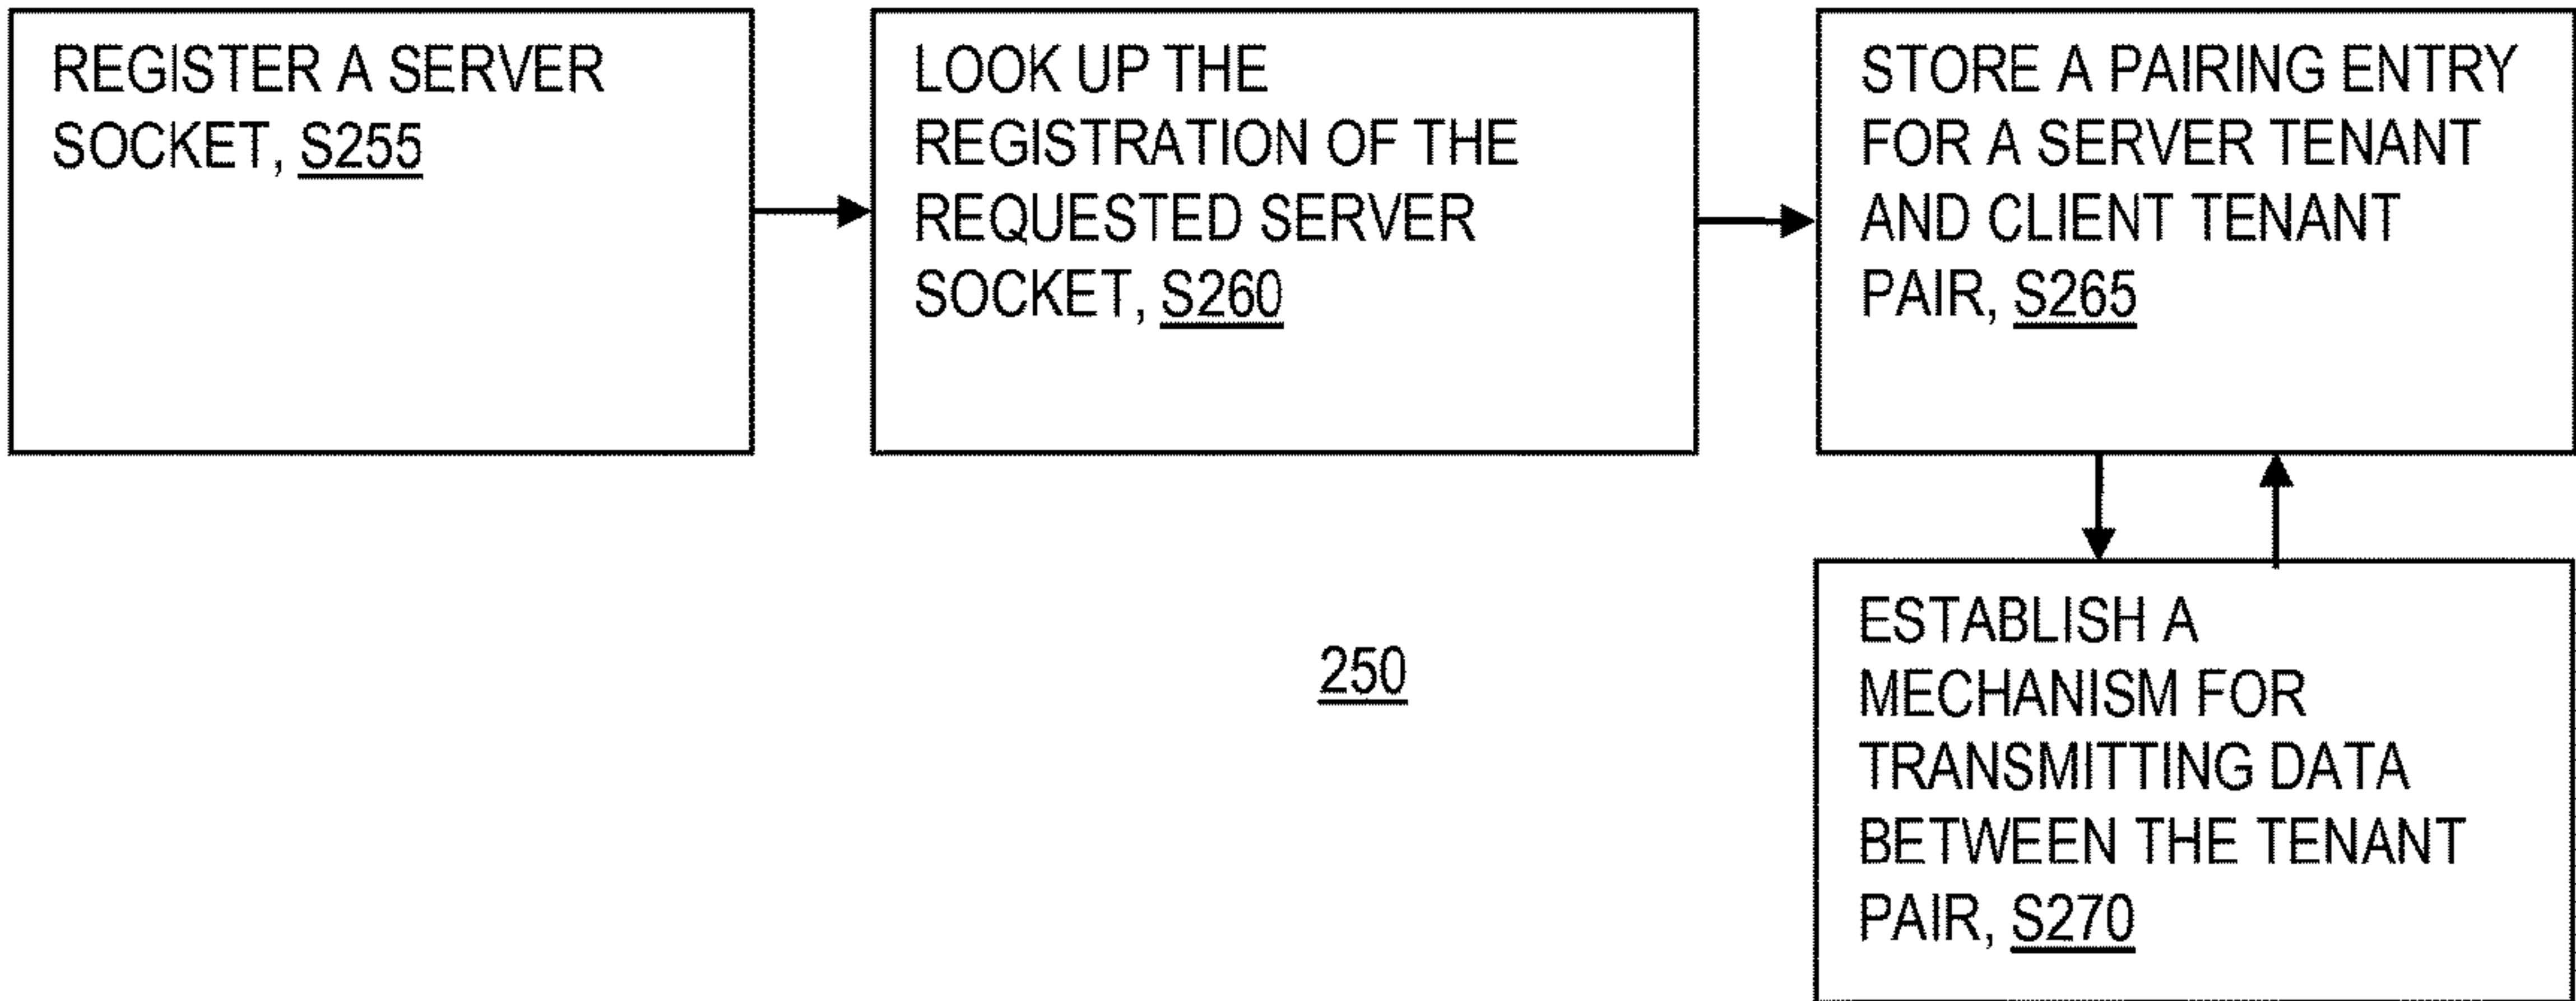 REGISTER A SERVER
SOCKET, S255
LOOK UP THE
REGISTRATION OF THE
REQUESTED SERVER
SOCKET, S260
STORE A PAIRING ENTRY
FOR A SERVER TENANT
AND CLIENT TENANT
PAIR, S265
ESTABLISH A
MECHANISM FOR
TRANSMITTING DATA
BETWEEN THE TENANT
PAIR, S270
250